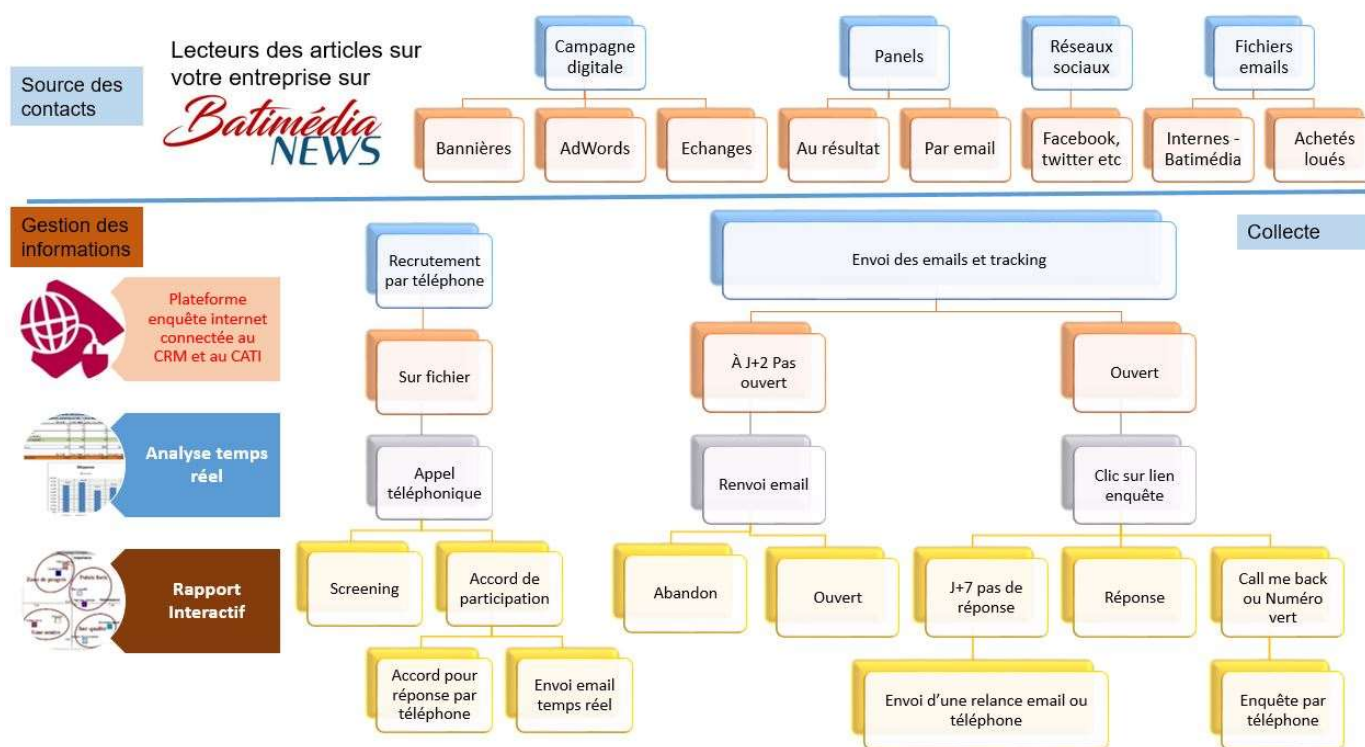 Source des
contacts
Lecteurs des articles sur
votre entreprise sur
Batimédia
NEWS
Campagne
digitale
Panels
Réseaux
sociaux
Fichiers
emails
Bannières
AdWords
Echanges
Au résultat
Par email
Facebook,
twitter etc
Internes -
Batimédia
Achetés
loués
Gestion des
informations
Collecte
Plateforme
enquête internet
connectée au
CRM et au CATI
Analyse temps
réel
Rapport
Interactif
Recrutement
par téléphone
Envoi des emails et tracking
Sur fichier
À J+2 Pas
ouvert
Ouvert
Appel
téléphonique
Renvoi email
Clic sur lien
enquête
Screening
Accord de
participation
Abandon
Ouvert
J+7 pas de
réponse
Réponse
Call me back
ou Numéro
vert
Accord pour
réponse par
téléphone
Envoi email
temps réel
Envoi d’une relance email ou
téléphone
Enquête par
téléphone